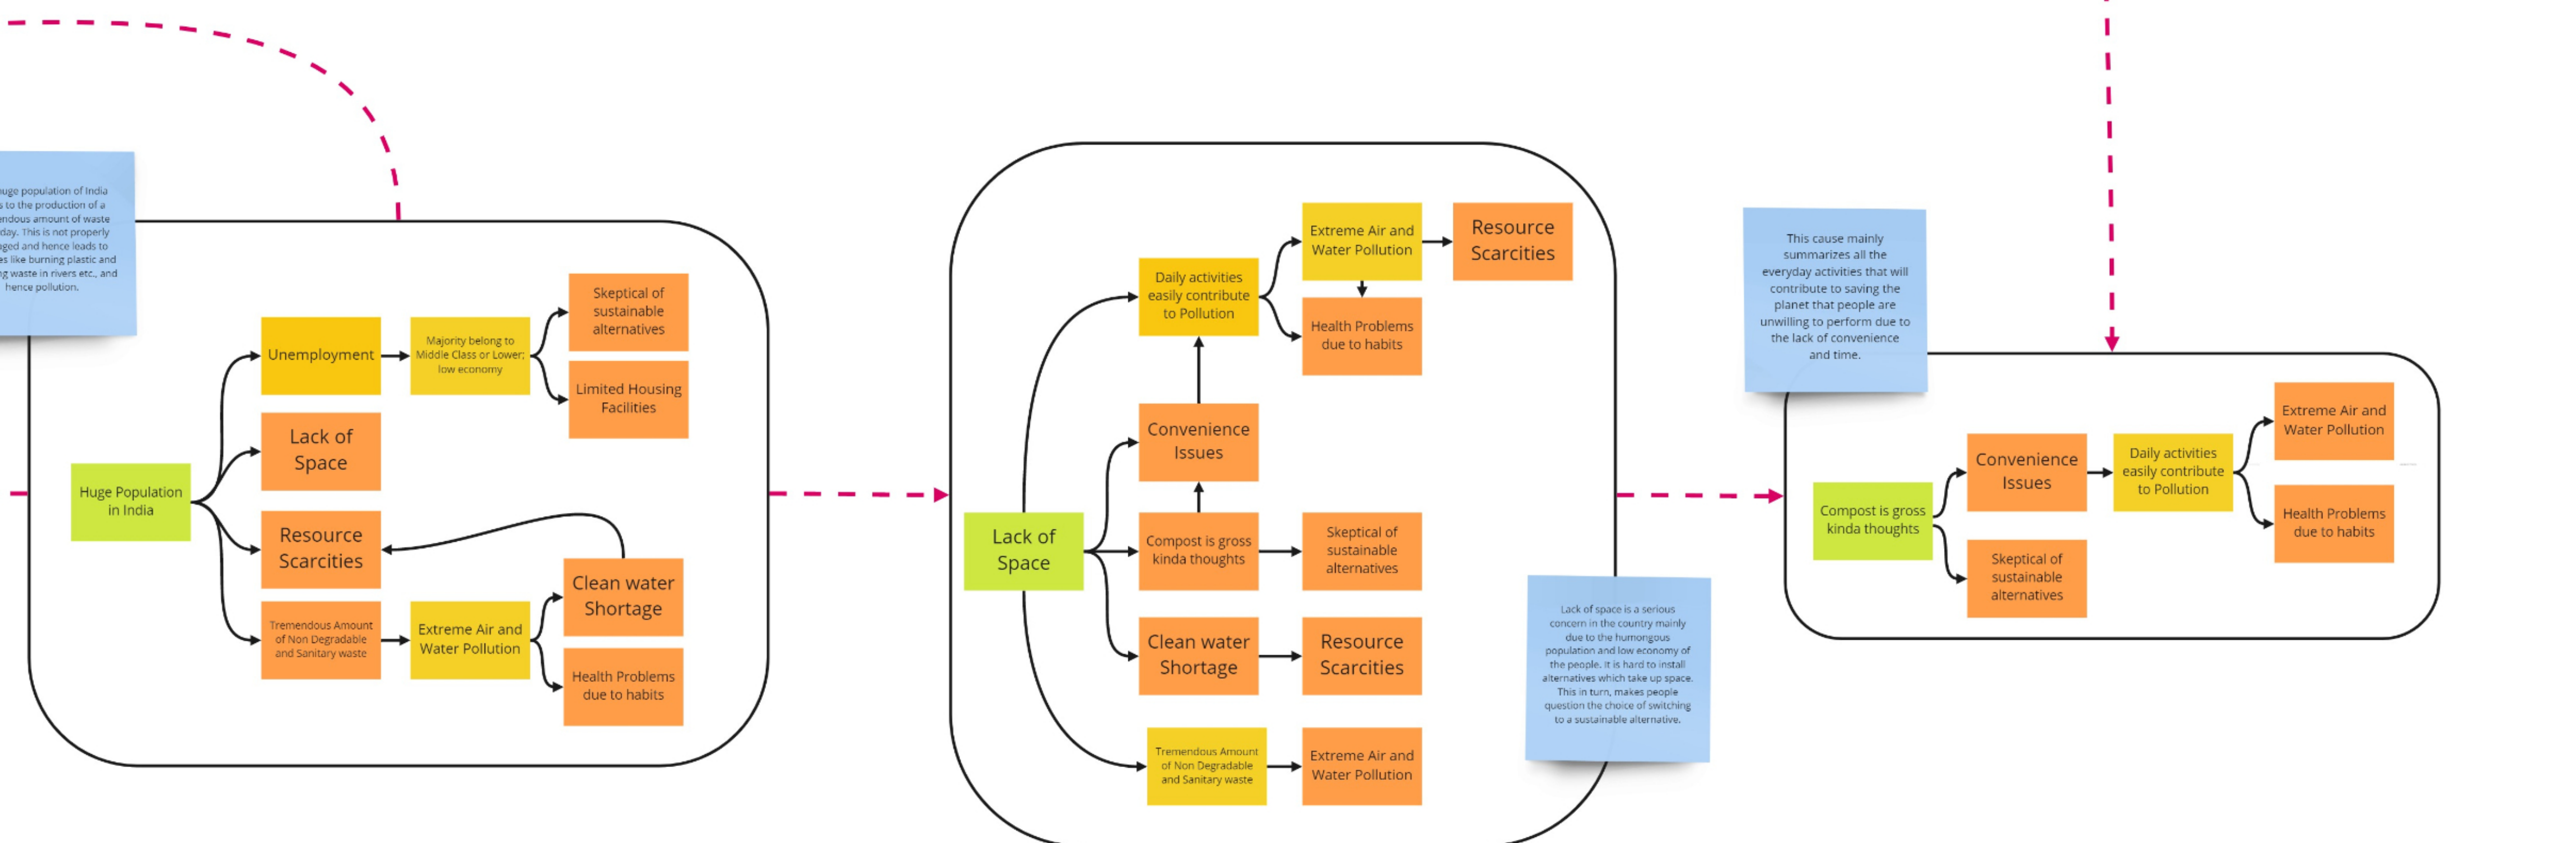 uge population of India
s to the production of a
endous amount of waste
day. This is not properly
aged and hence leads to
es like burning plastic and
ng waste in rivers etc., and
hence pollution.
Huge Population
in India
Unemployment
Majority belong to
Middle Class or Lower;
low economy
Skeptical of
sustainable
alternatives
Limited Housing
Facilities
Lack of
Space
Resource
Scarcities
Tremendous Amount
of Non Degradable
and Sanitary waste
Extreme Air and
Water Pollution
Clean water
Shortage
Health Problems
due to habits
Lack of
Space
Daily activities
easily contribute
to Pollution
Extreme Air and
Water Pollution
Resource
Scarcities
Health Problems
due to habits
Convenience
Issues
Compost is gross
kinda thoughts
Skeptical of
sustainable
alternatives
Clean water
Shortage
Resource
Scarcities
Tremendous Amount
of Non Degradable
and Sanitary waste
Extreme Air and
Water Pollution
Lack of space is a serious
concern in the country mainly
due to the humongous
population and low economy of
the people. It is hard to install
alternatives which take up space.
This in turn, makes people
question the choice of switching
to a sustainable alternative.
This cause mainly
summarizes all the
everyday activities that will
contribute to saving the
planet that people are
unwilling to perform due to
the lack of convenience
and time.
Compost is gross
kinda thoughts
Convenience
Issues
Daily activities
easily contribute
to Pollution
Extreme Air and
Water Pollution
Health Problems
due to habits
Skeptical of
sustainable
alternatives